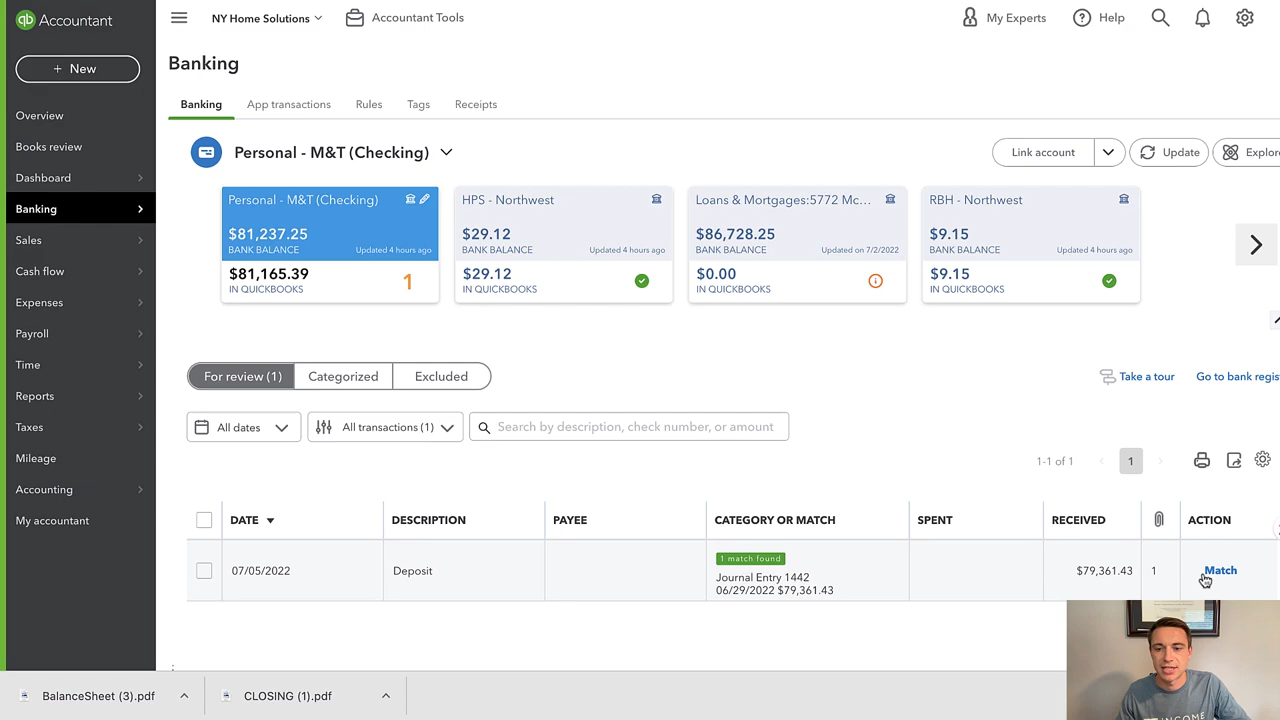 qb Accountant
NY Home Solutions
Accountant Tools
My Experts
Help
+ New
Overview
Books review
Dashboard
Banking
Sales
Cash flow
Expenses
Payroll
Time
Reports
Taxes
Mileage
Accounting
My accountant
Banking
Banking App transactions Rules Tags Receipts
Personal - M&T (Checking)
Link account
Update
Explor
Personal - M&T (Checking)
$81,237.25
BANK BALANCE Updated 4 hours ago
$81,165.39
IN QUICKBOOKS
1
HPS - Northwest
$29.12
BANK BALANCE Updated 4 hours ago
$29.12
IN QUICKBOOKS
Loans & Mortgages:5772 Mc...
$86,728.25
BANK BALANCE Updated on 7/2/2022
$0.00
IN QUICKBOOKS
RBH - Northwest
$9.15
BANK BALANCE Updated 4 hours ago
$9.15
IN QUICKBOOKS
For review (1) Categorized Excluded
Take a tour
Go to bank regis
All dates
All transactions (1)
Search by description, check number, or amount
1-1 of 1
1
DATE DESCRIPTION PAYEE CATEGORY OR MATCH SPENT RECEIVED ACTION
07/05/2022 Deposit
1 match found
Journal Entry 1442
06/29/2022 $79,361.43
$79,361.43 1 Match
BalanceSheet (3).pdf
CLOSING (1).pdf
INCOME